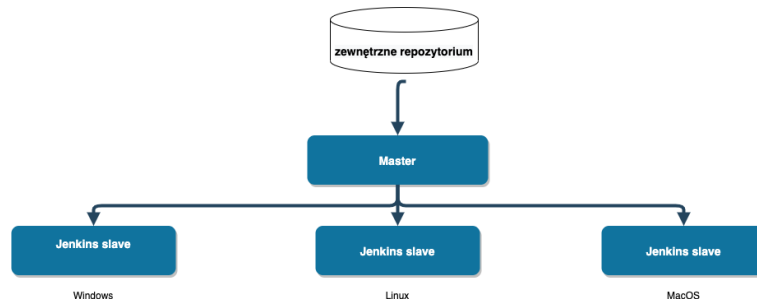 zewnętrzne repozytorium
Master
Jenkins slave
Jenkins slave
Jenkins slave
Windows
Linux
MacOS